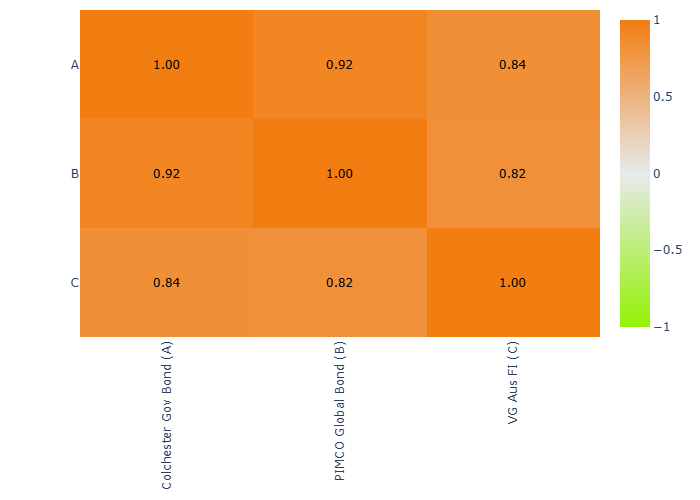 A 1.00 0.92 0.84
B 0.92 1.00 0.82
C 0.84 0.82 1.00
Colchester Gov Bond (A)
PIMCO Global Bond (B)
VG Aus FI (C)
1
0.5
0
−0.5
−1